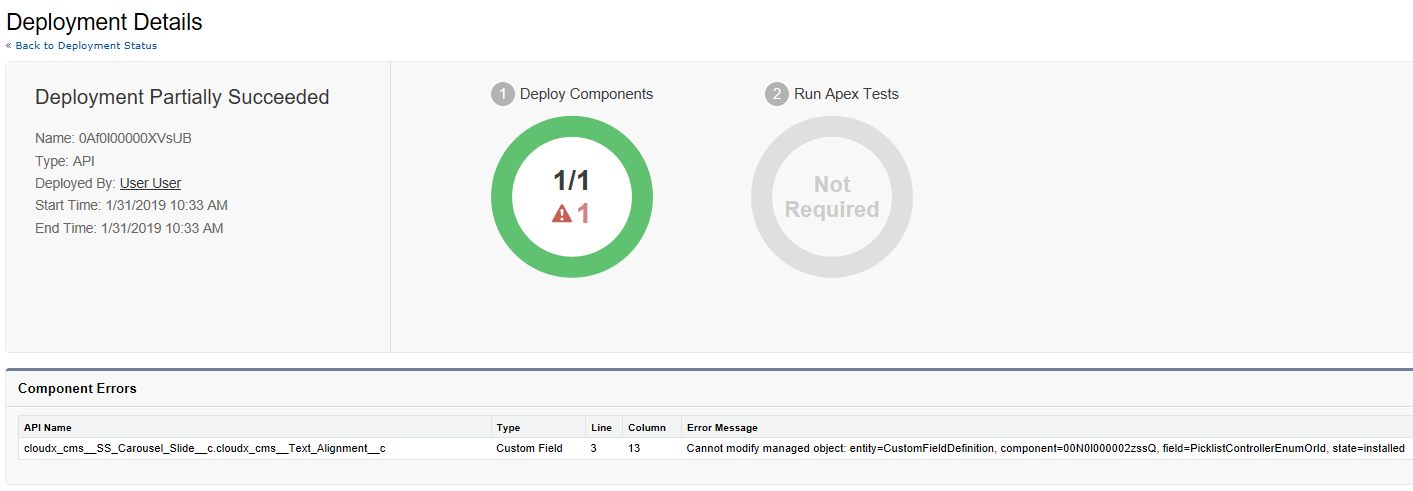 Deployment Details
« Back to Deployment Status
Deployment Partially Succeeded
Name: 0Af0I00000XVsUB
Type: API
Deployed By: User User
Start Time: 1/31/2019 10:33 AM
End Time: 1/31/2019 10:33 AM
1 Deploy Components
1/1
1
2 Run Apex Tests
Not
Required
Component Errors
API Name Type Line Column Error Message
cloudx_cms__SS_Carousel_Slide__c.cloudx_cms__Text_Alignment__c Custom Field 3 13 Cannot modify managed object: entity=CustomFieldDefinition, component=00N0I000002zssQ, field=PicklistControllerEnumOrId, state=installed